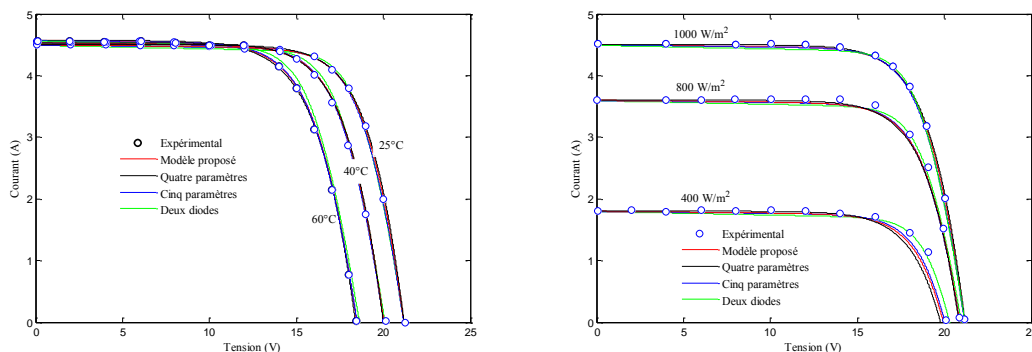 5
4
3
2
1
0
Courant (A)
0 5 10 15 20 25
Tension (V)
25°C
40°C
60°C
Expérimental
Modèle proposé
Quatre paramètres
Cinq paramètres
Deux diodes
5
4
3
2
1
0
Courant (A)
0 5 10 15 20 25
Tension (V)
1000 W/m²
800 W/m²
400 W/m²
Expérimental
Modèle proposé
Quatre paramètres
Cinq paramètres
Deux diodes